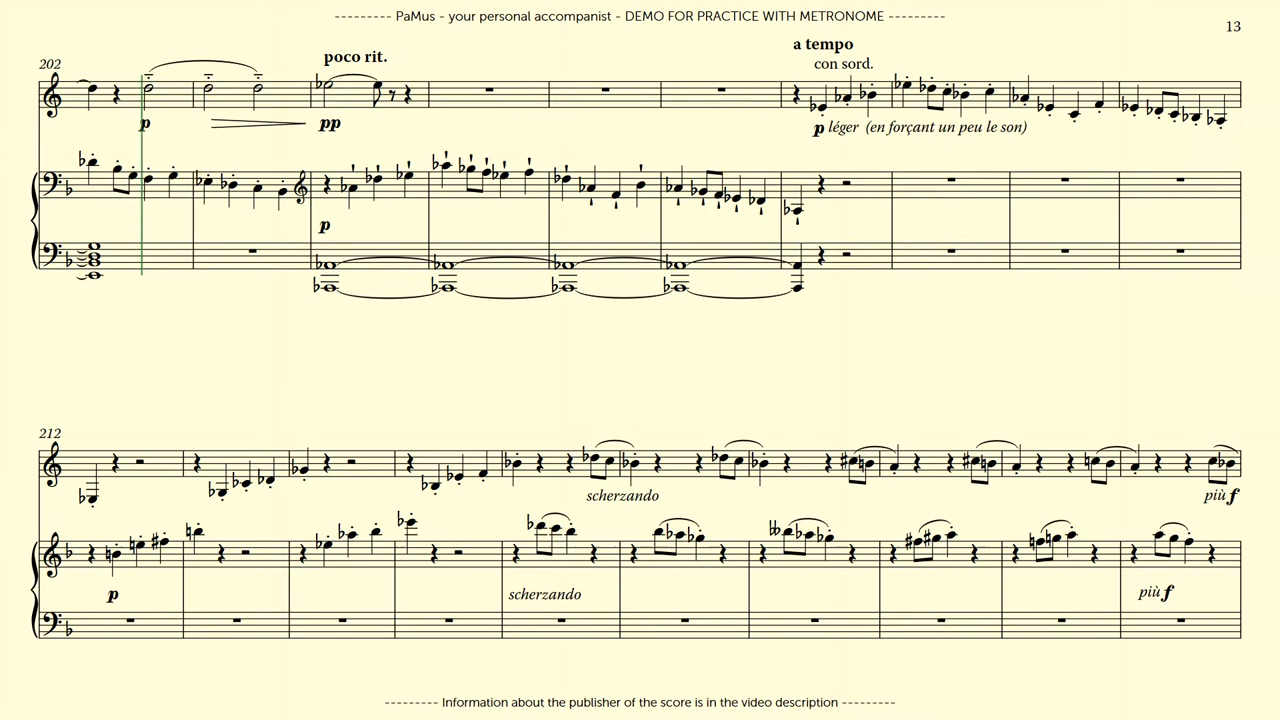 --------- PaMus - your personal accompanist - DEMO FOR PRACTICE WITH METRONOME ---------
13
a tempo
poco rit.
con sord.
202
p
pp
p léger (en forçant un peu le son)
p
212
scherzando
più f
p
scherzando
più f
--------- Information about the publisher of the score is in the video description ---------